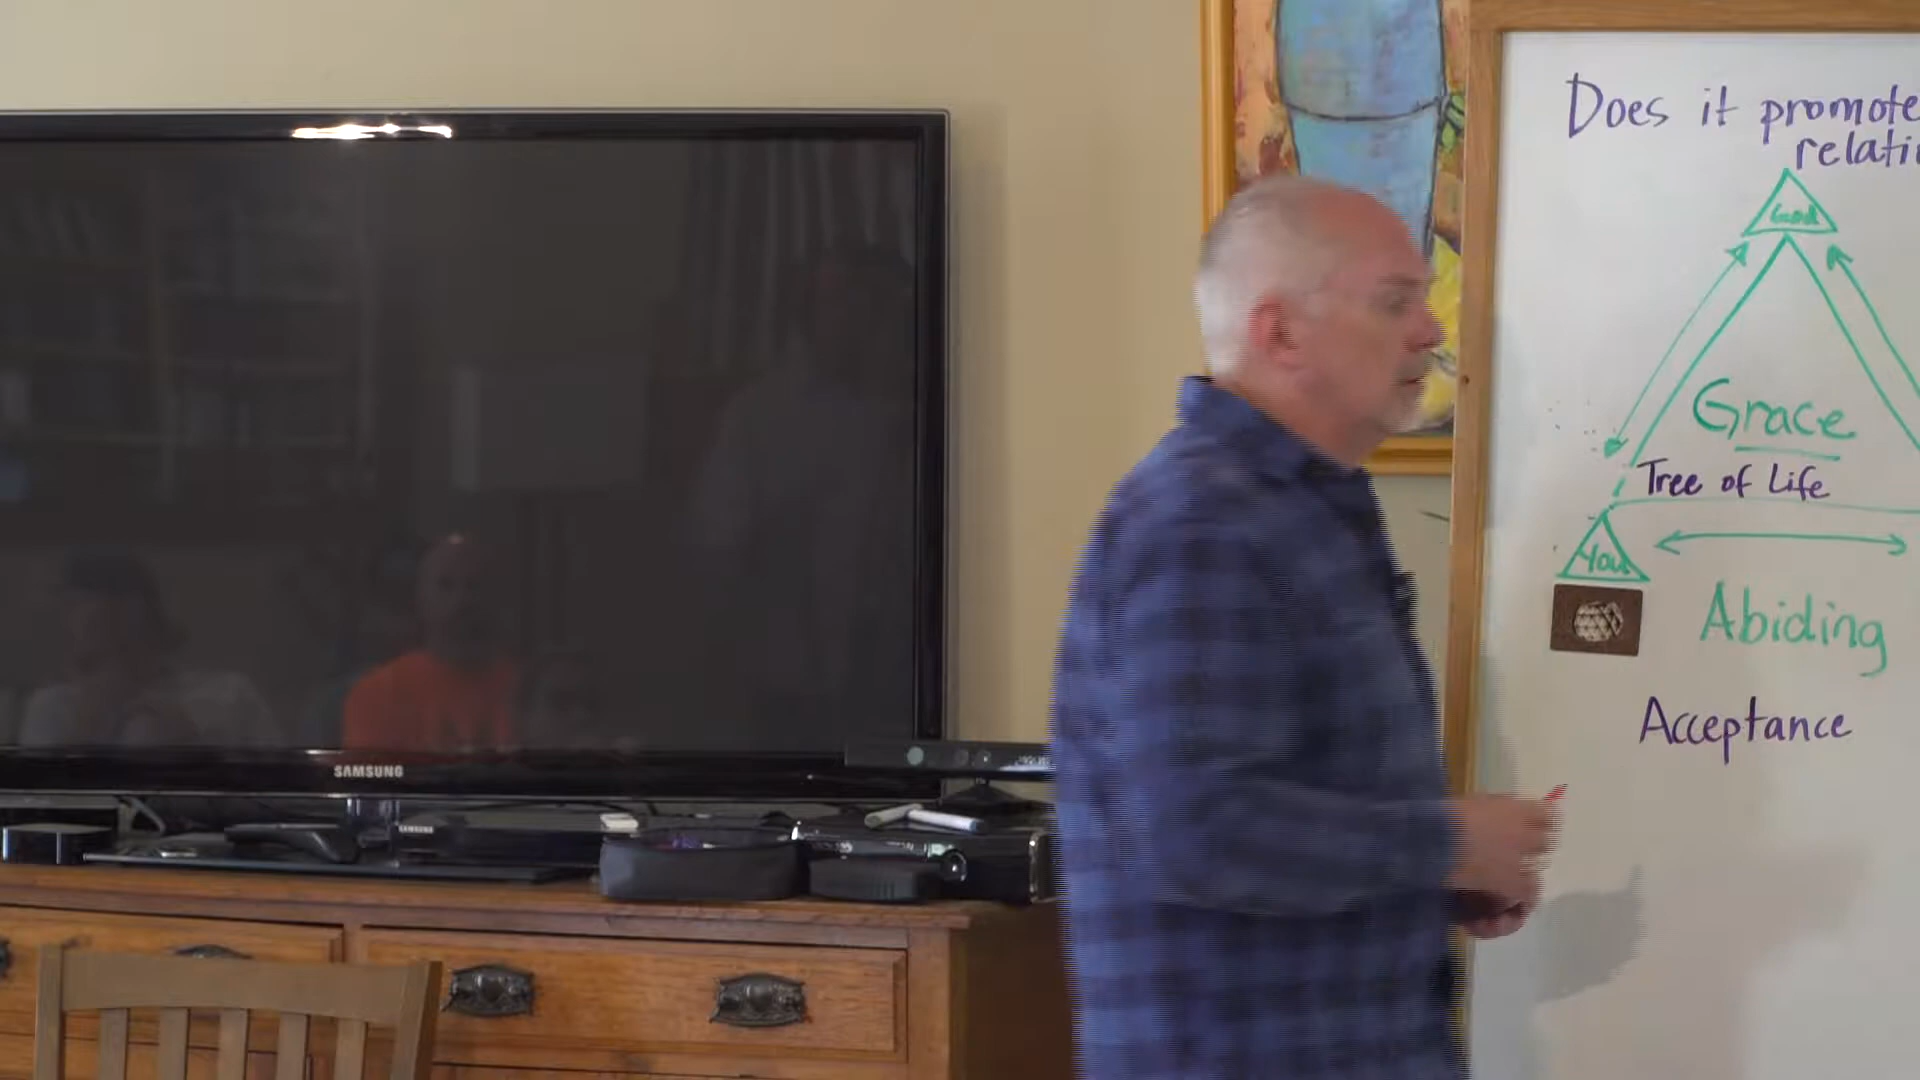 Does it promote
relati
God
Grace
Tree of Life
You
Abiding
Acceptance
SAMSUNG
SAMSUNG